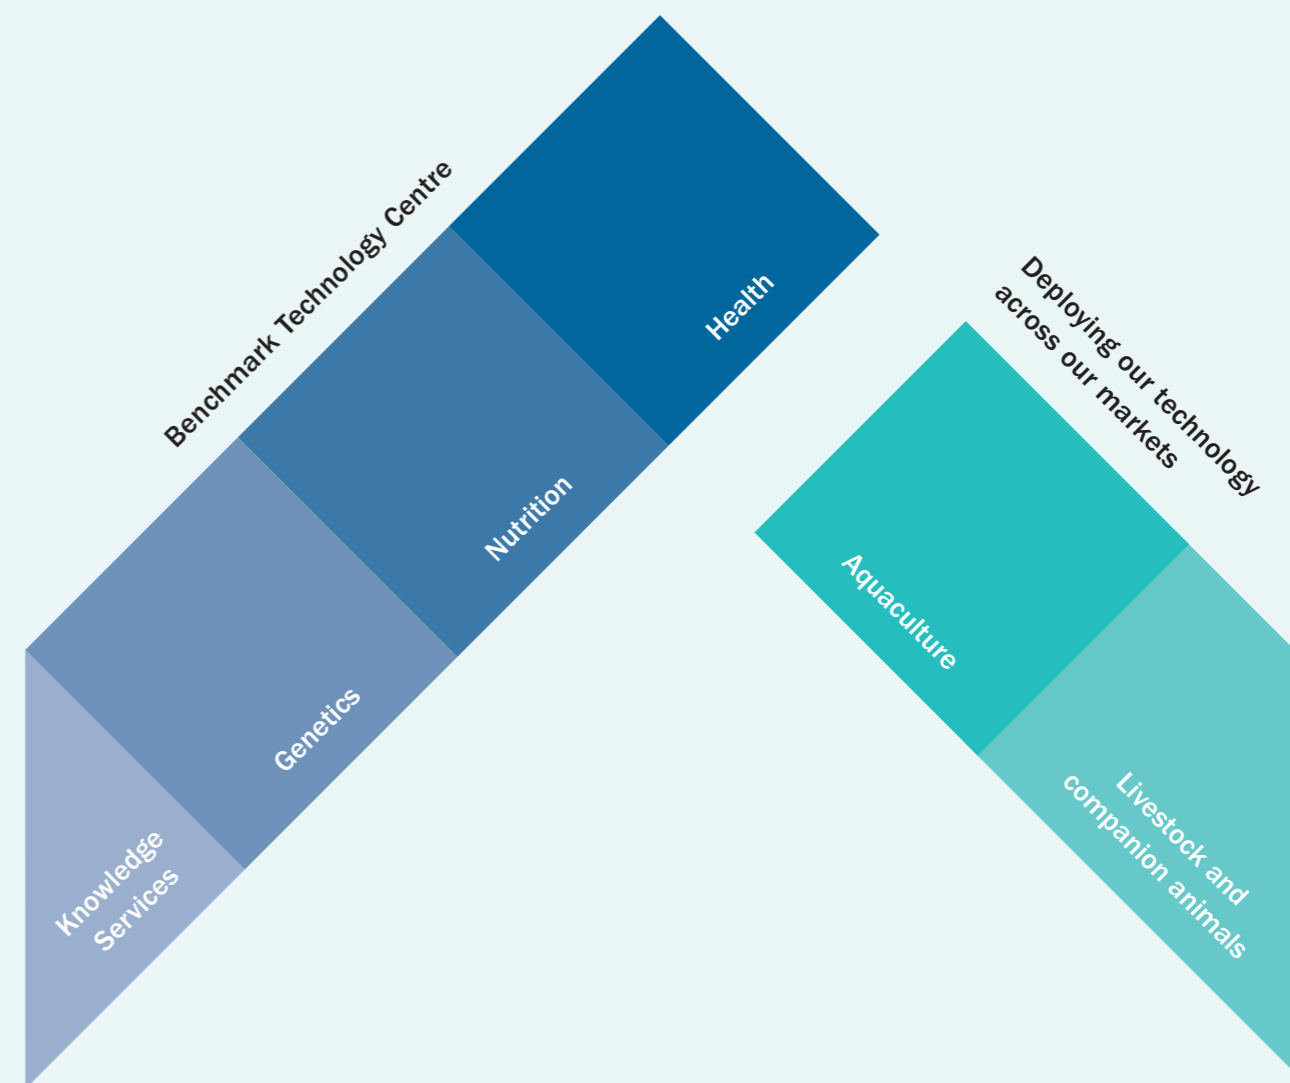 Benchmark Technology Centre
Health
Nutrition
Genetics
Knowledge
Services
Deploying our technology
across our markets
Aquaculture
Livestock and
companion animals